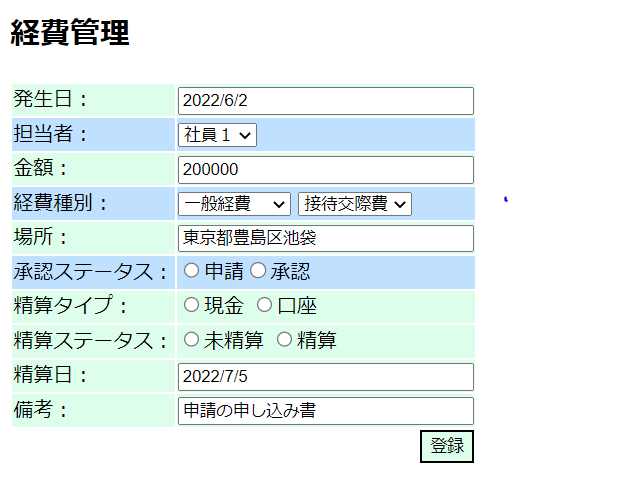 経費管理
発生日： 2022/6/2
担当者： 社員１
金額： 200000
経費種別： 一般経費 接待交際費
場所： 東京都豊島区池袋
承認ステータス： 申請 承認
精算タイプ： 現金 口座
精算ステータス： 未精算 精算
精算日： 2022/7/5
備考： 申請の申し込み書
登録